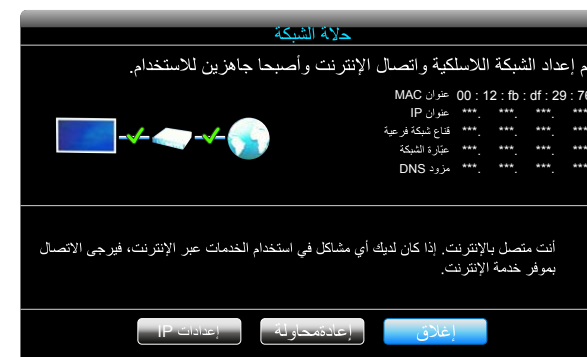 حالة الشبكة
م إعداد الشبكة اللاسلكية واتصال الإنترنت وأصبحا جاهزين للاستخدام.
عنوان MAC 00 : 12 : fb : df : 29 : 76
عنوان IP ***. ***. ***. ***
قناع شبكة فرعية ***. ***. ***. ***
عبّارة الشبكة ***. ***. ***. ***
مزود DNS ***. ***. ***. ***
أنت متصل بالإنترنت. إذا كان لديك أي مشاكل في استخدام الخدمات عبر الإنترنت، فيرجى الاتصال
بموفر خدمة الإنترنت.
إغلاق إعادةمحاولة إعدادات IP